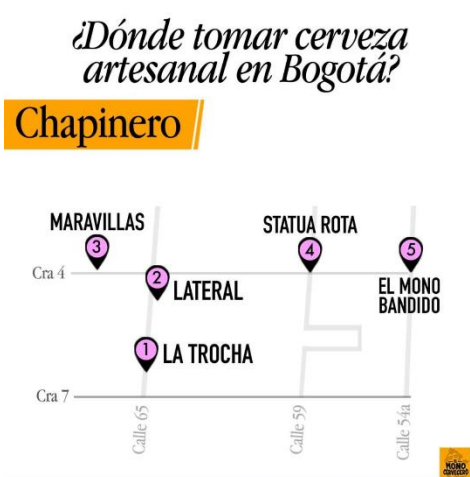 ¿Dónde tomar cerveza
artesanal en Bogotá?
Chapinero
MARAVILLAS
3
STATUA ROTA
4
5
Cra 4
2
LATERAL
EL MONO
BANDIDO
1
LA TROCHA
Cra 7
Calle 65
Calle 59
Calle 54a
MONO
CERVECERO